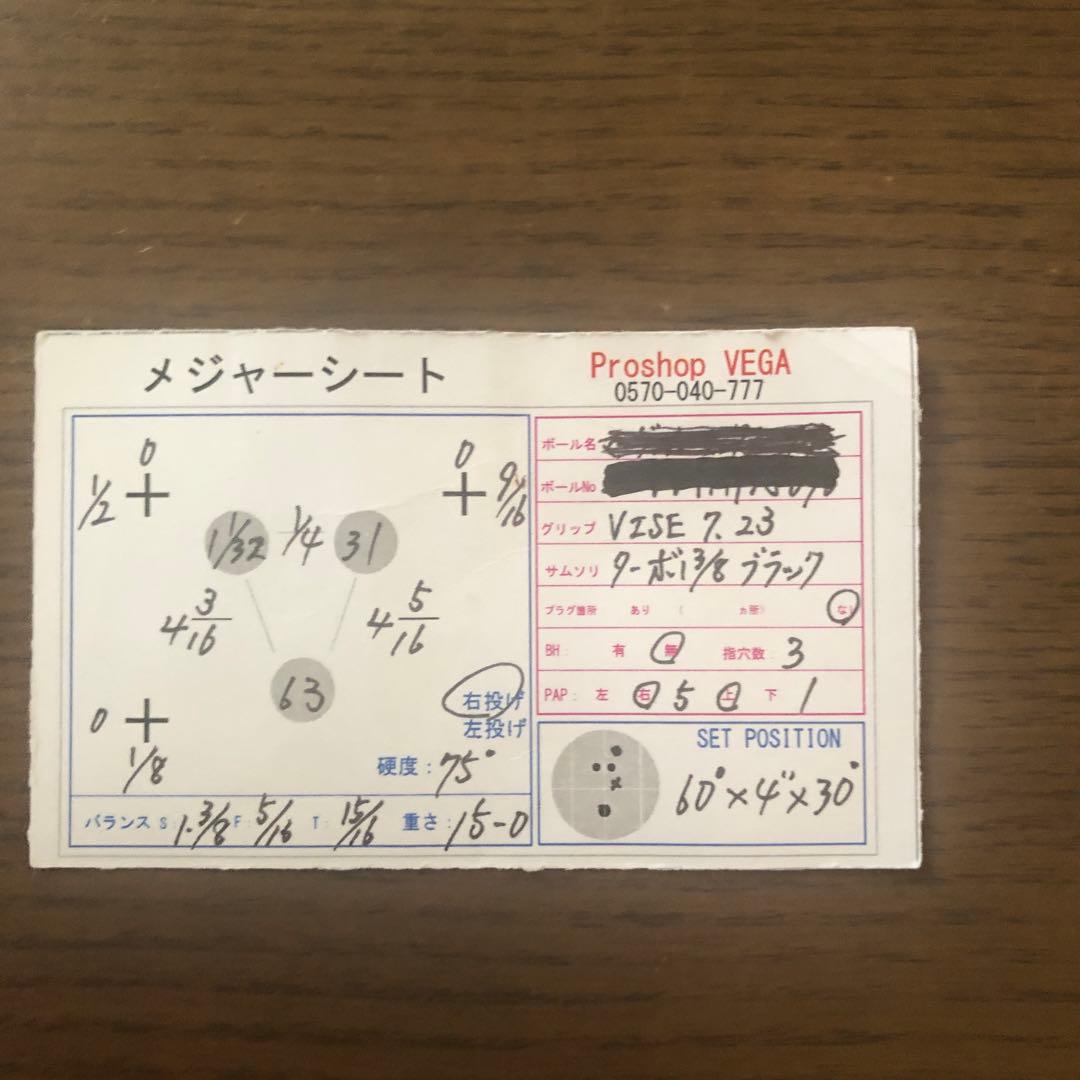 メジャーシート
Proshop VEGA
0570-040-777
0
1/2
0
9/16
1/32
1/4
31
4 3/16
4 5/16
63
0
1/8
右投げ
左投げ
硬度：75°
バランス S：1.3/8 F：5/16 T：15/16 重さ：15-0
ボール名
ボールNo
グリップ VISE 7.23
サムソリ ターボ1 3/8 ブラック
プラグ箇所 あり （ ヵ所） なし
BH： 有 無 指穴数：3
PAP： 左 右 5 上 下 1
SET POSITION
60°×4"×30°